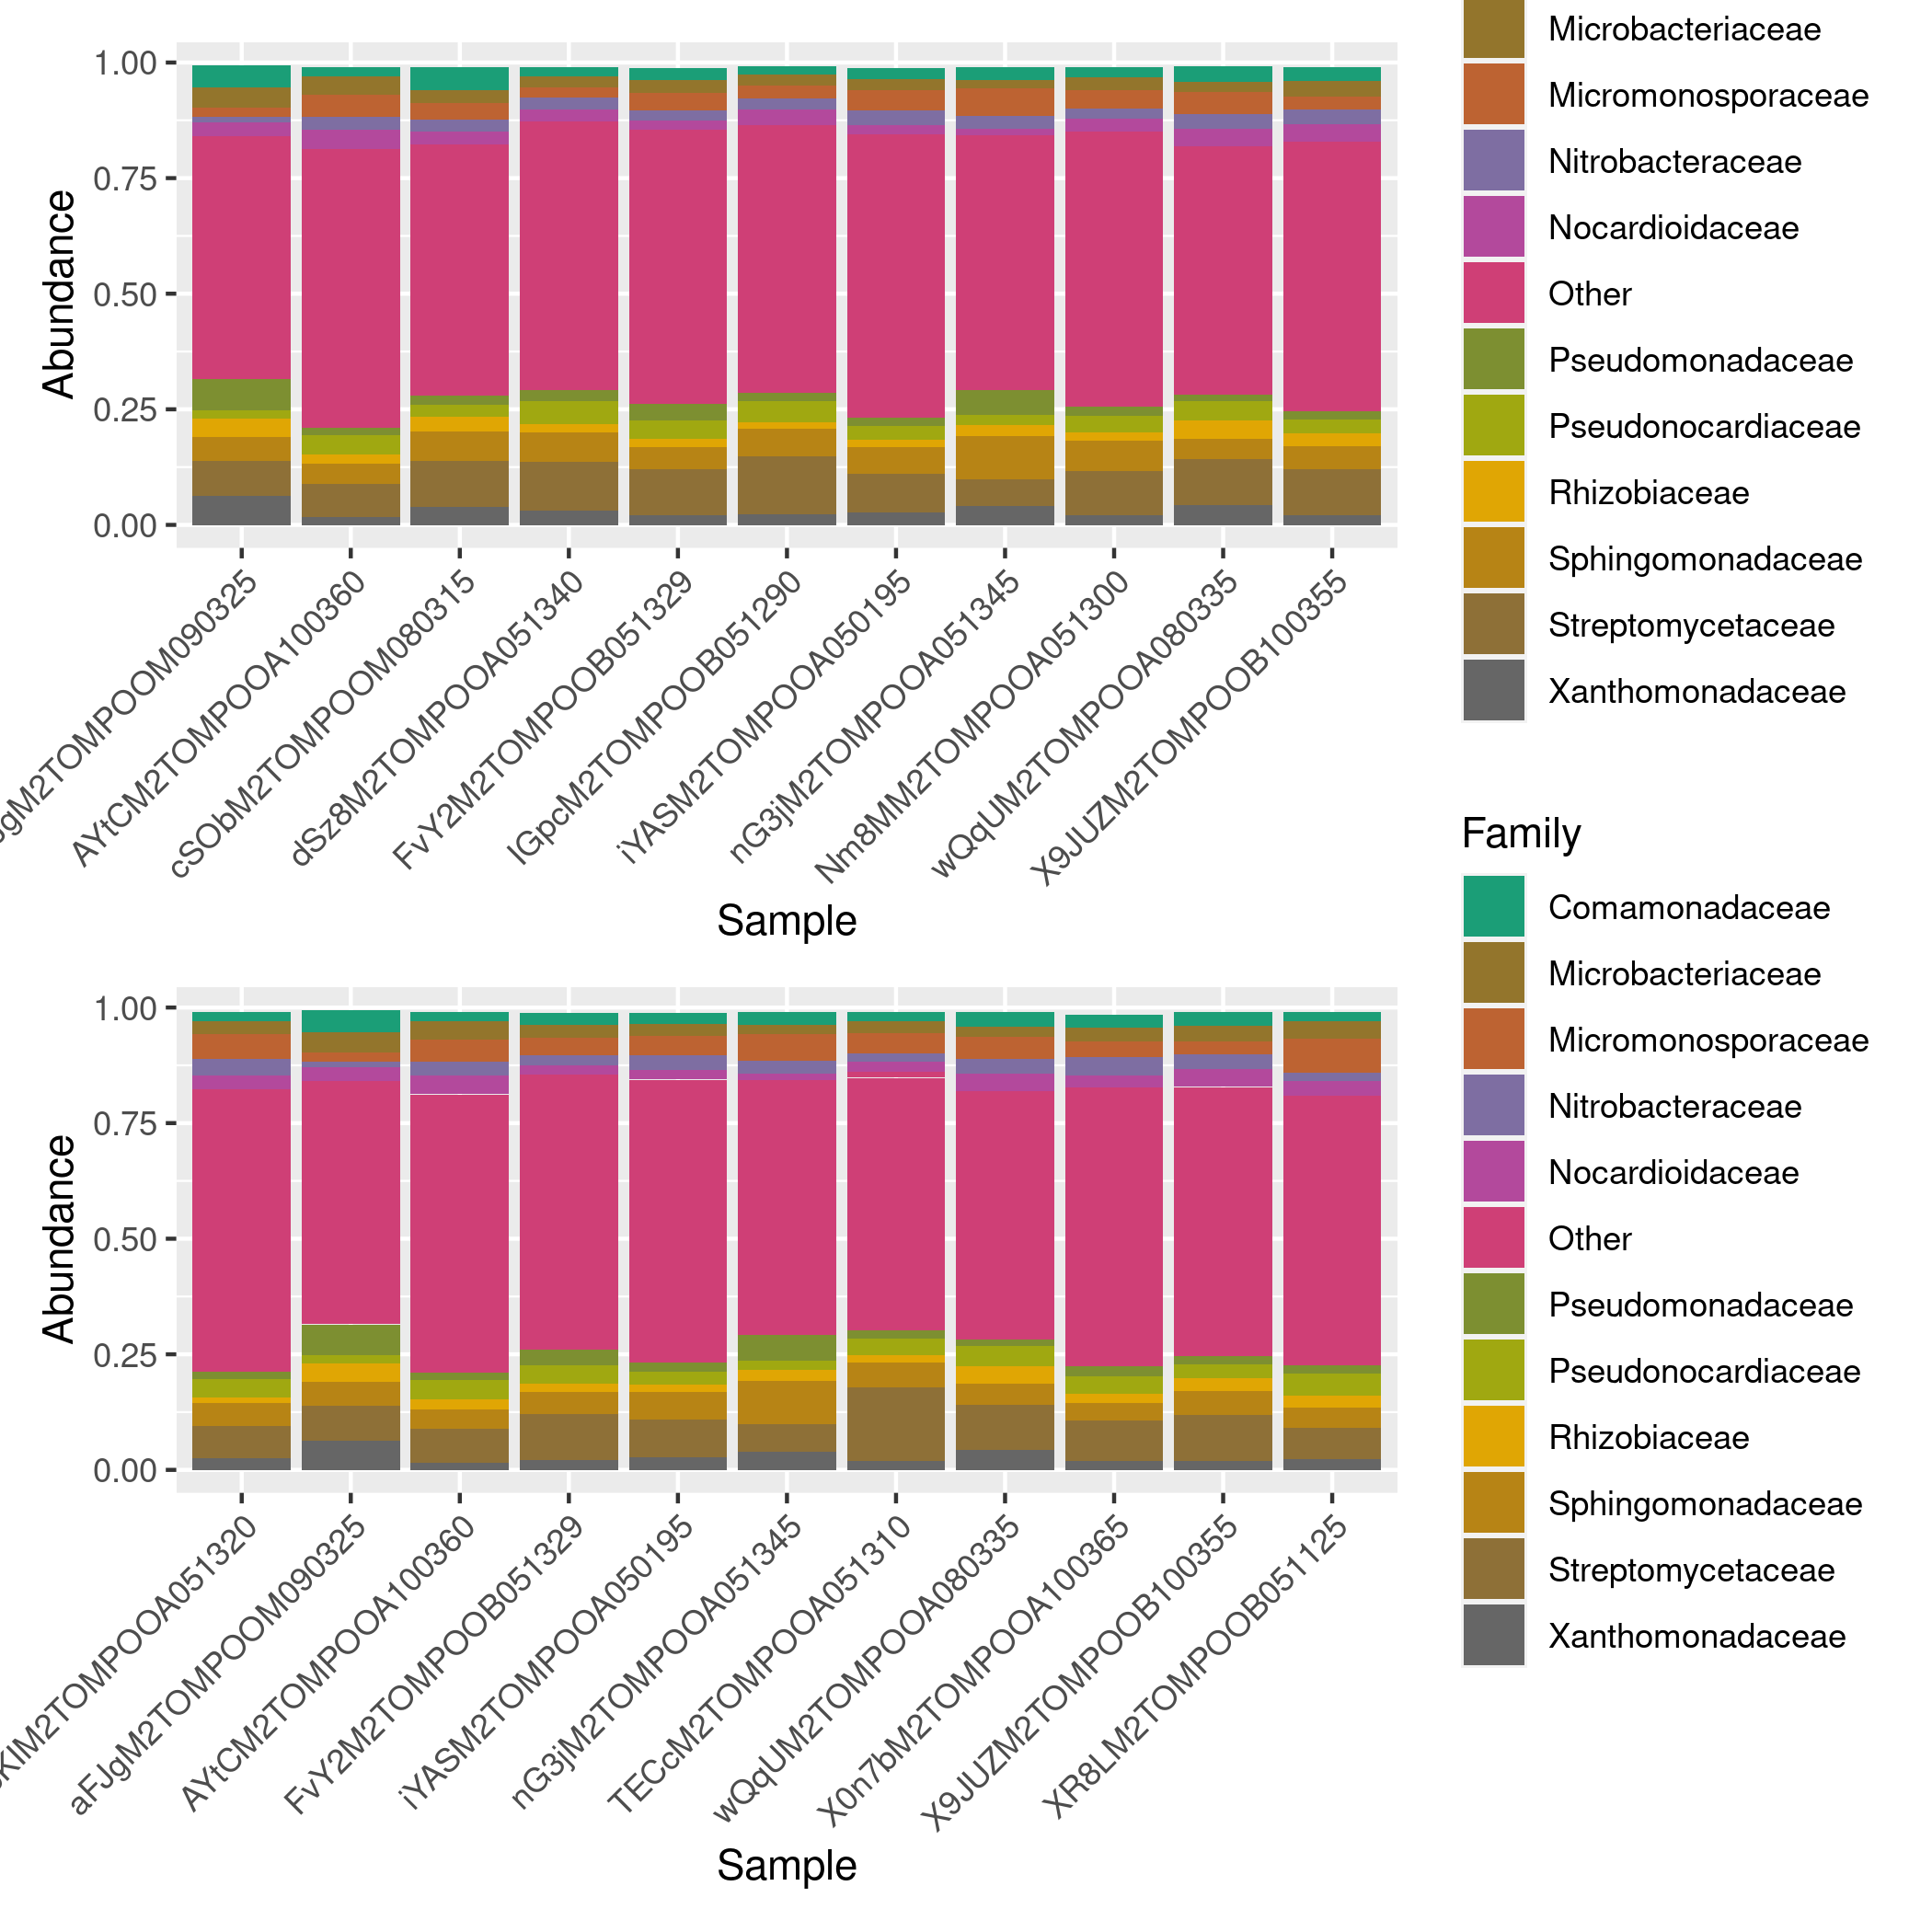 Abundance
1.00
0.75
0.50
0.25
0.00
AYtCM2TOMPOOA100360
cSObM2TOMPOOM080315
dSz8M2TOMPOOA051340
FvY2M2TOMPOOB051329
IGpcM2TOMPOOB051290
iYASM2TOMPOOA050195
nG3jM2TOMPOOA051345
Nm8MM2TOMPOOA051300
wQqUM2TOMPOOA080335
X9JUZM2TOMPOOB100355
Sample
Microbacteriaceae
Micromonosporaceae
Nitrobacteraceae
Nocardioidaceae
Other
Pseudomonadaceae
Pseudonocardiaceae
Rhizobiaceae
Sphingomonadaceae
Streptomycetaceae
Xanthomonadaceae
Abundance
1.00
0.75
0.50
0.25
0.00
aFJgM2TOMPOOM090325
AYtCM2TOMPOOA100360
FvY2M2TOMPOOB051329
iYASM2TOMPOOA050195
nG3jM2TOMPOOA051345
TECcM2TOMPOOA051310
wQqUM2TOMPOOA080335
X0n7bM2TOMPOOA100365
X9JUZM2TOMPOOB100355
XR8LM2TOMPOOB051125
Sample
Family
Comamonadaceae
Microbacteriaceae
Micromonosporaceae
Nitrobacteraceae
Nocardioidaceae
Other
Pseudomonadaceae
Pseudonocardiaceae
Rhizobiaceae
Sphingomonadaceae
Streptomycetaceae
Xanthomonadaceae